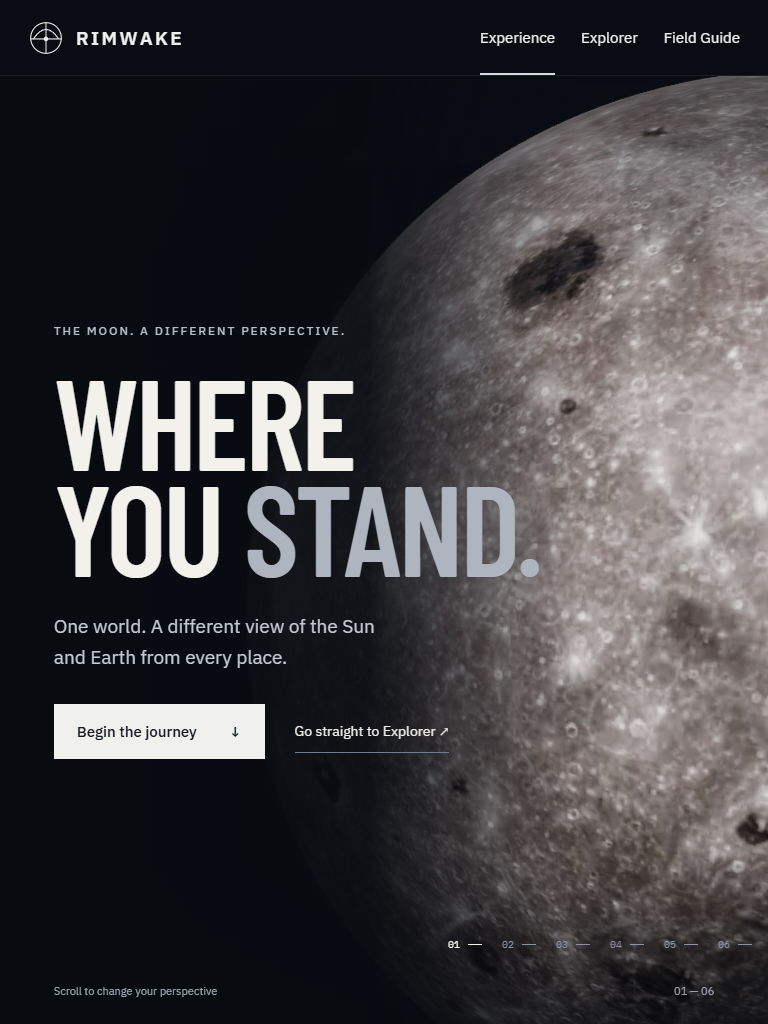 RIMWAKE
Experience
Explorer
Field Guide
THE MOON. A DIFFERENT PERSPECTIVE.
WHERE
YOU STAND.
One world. A different view of the Sun
and Earth from every place.
Begin the journey ↓
Go straight to Explorer ↗
01 02 03 04 05 06
Scroll to change your perspective
01 — 06